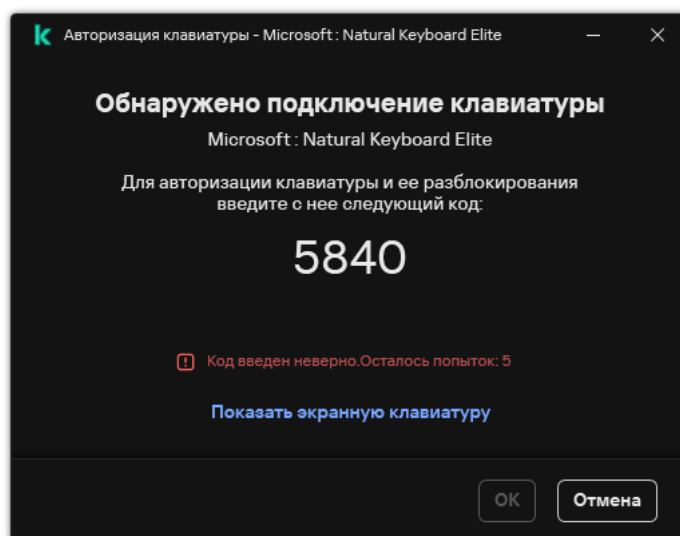 Авторизация клавиатуры - Microsoft : Natural Keyboard Elite
Обнаружено подключение клавиатуры
Microsoft : Natural Keyboard Elite
Для авторизации клавиатуры и ее разблокирования
введите с нее следующий код:
5840
Код введен неверно.Осталось попыток: 5
Показать экранную клавиатуру
ОК
Отмена